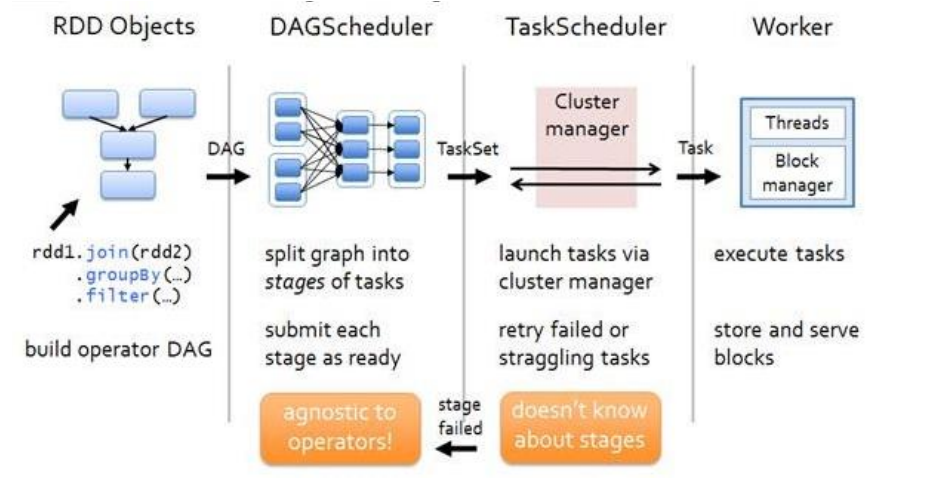 RDD Objects
DAGScheduler
TaskScheduler
Worker
DAG
TaskSet
Cluster
manager
Task
Threads
Block
manager
rdd1.join(rdd2)
.groupBy(…)
.filter(…)
build operator DAG
split graph into
stages of tasks
submit each
stage as ready
launch tasks via
cluster manager
retry failed or
straggling tasks
execute tasks
store and serve
blocks
agnostic to
operators!
stage
failed
doesn't know
about stages